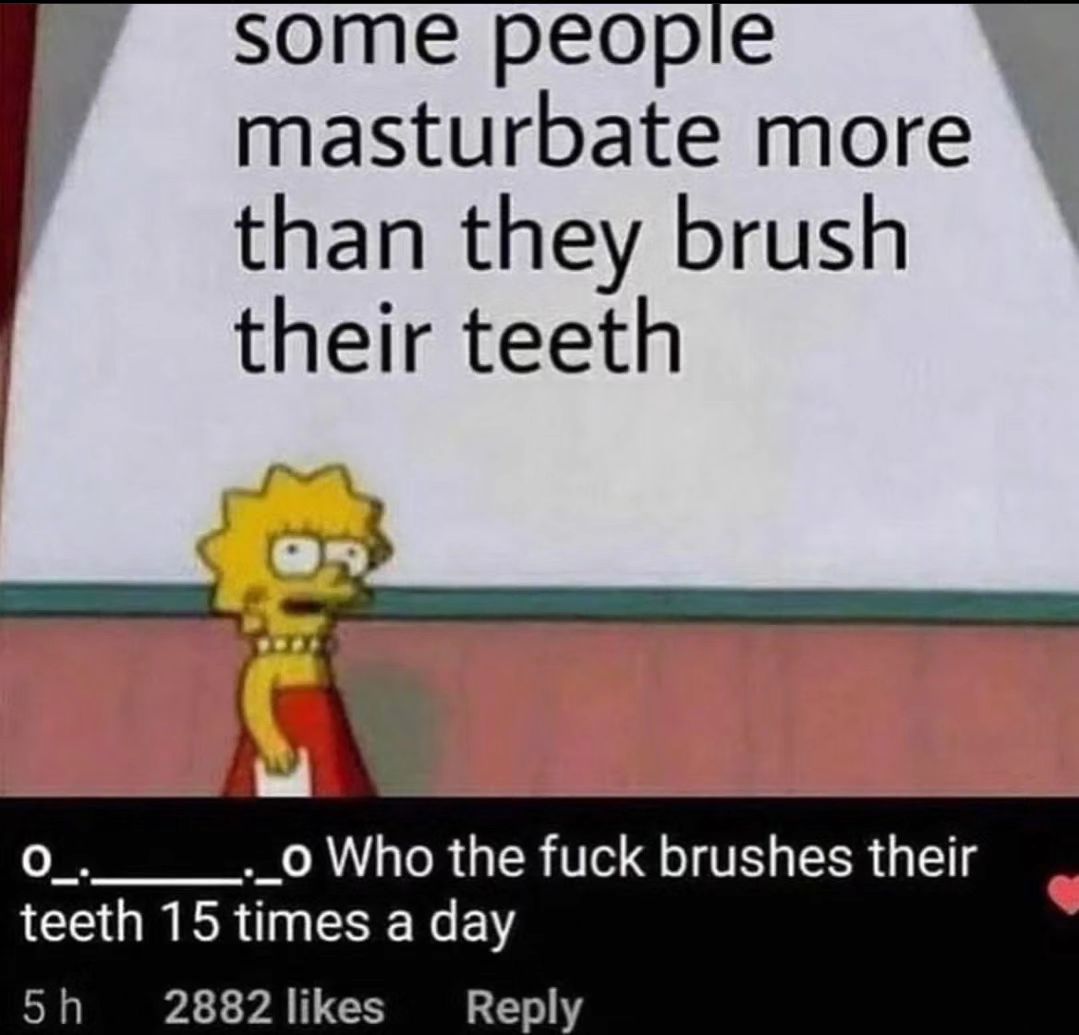 some people
masturbate more
than they brush
their teeth
o_.______._o Who the fuck brushes their
teeth 15 times a day
5 h 2882 likes Reply